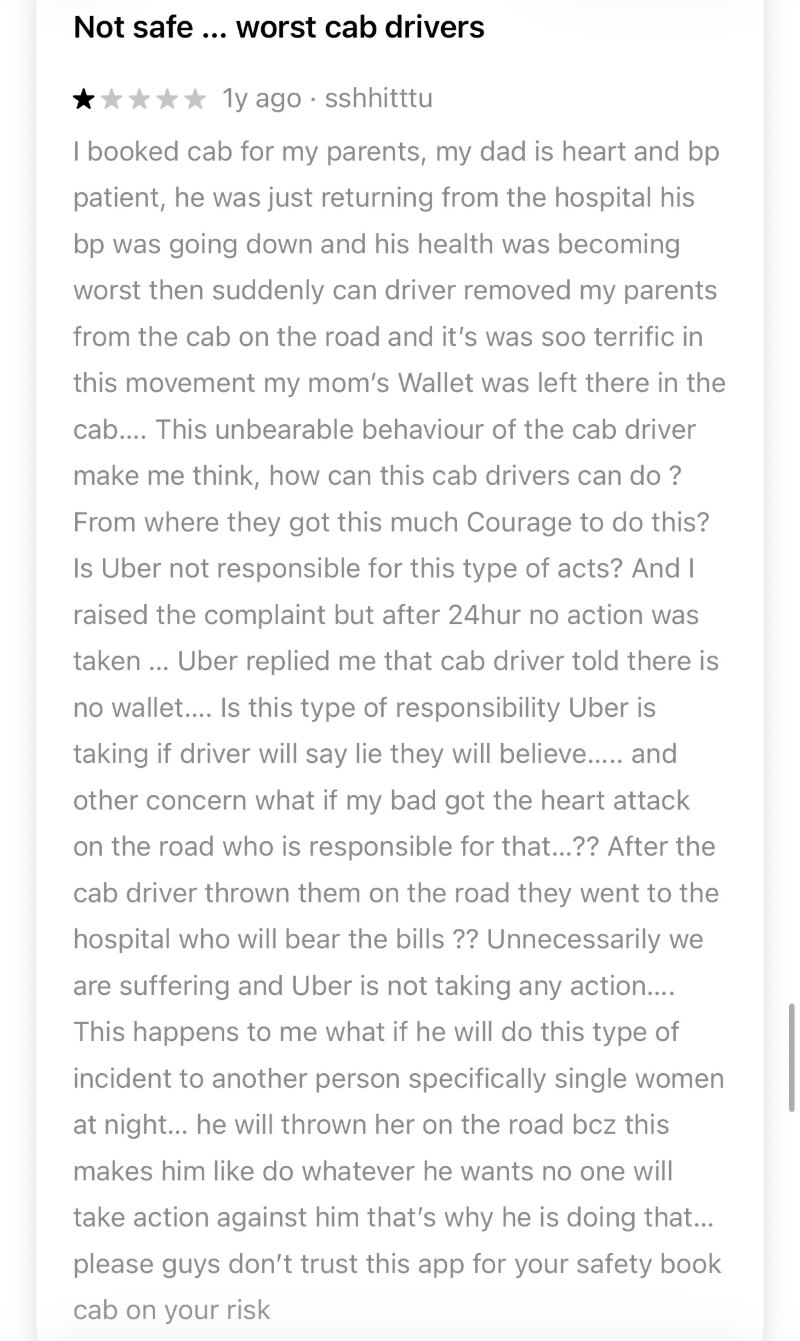 Not safe ... worst cab drivers
★★★★★ 1y ago · sshhitttu
I booked cab for my parents, my dad is heart and bp
patient, he was just returning from the hospital his
bp was going down and his health was becoming
worst then suddenly can driver removed my parents
from the cab on the road and it’s was soo terrific in
this movement my mom’s Wallet was left there in the
cab.... This unbearable behaviour of the cab driver
make me think, how can this cab drivers can do ?
From where they got this much Courage to do this?
Is Uber not responsible for this type of acts? And I
raised the complaint but after 24hur no action was
taken ... Uber replied me that cab driver told there is
no wallet.... Is this type of responsibility Uber is
taking if driver will say lie they will believe..... and
other concern what if my bad got the heart attack
on the road who is responsible for that...?? After the
cab driver thrown them on the road they went to the
hospital who will bear the bills ?? Unnecessarily we
are suffering and Uber is not taking any action....
This happens to me what if he will do this type of
incident to another person specifically single women
at night... he will thrown her on the road bcz this
makes him like do whatever he wants no one will
take action against him that’s why he is doing that...
please guys don’t trust this app for your safety book
cab on your risk